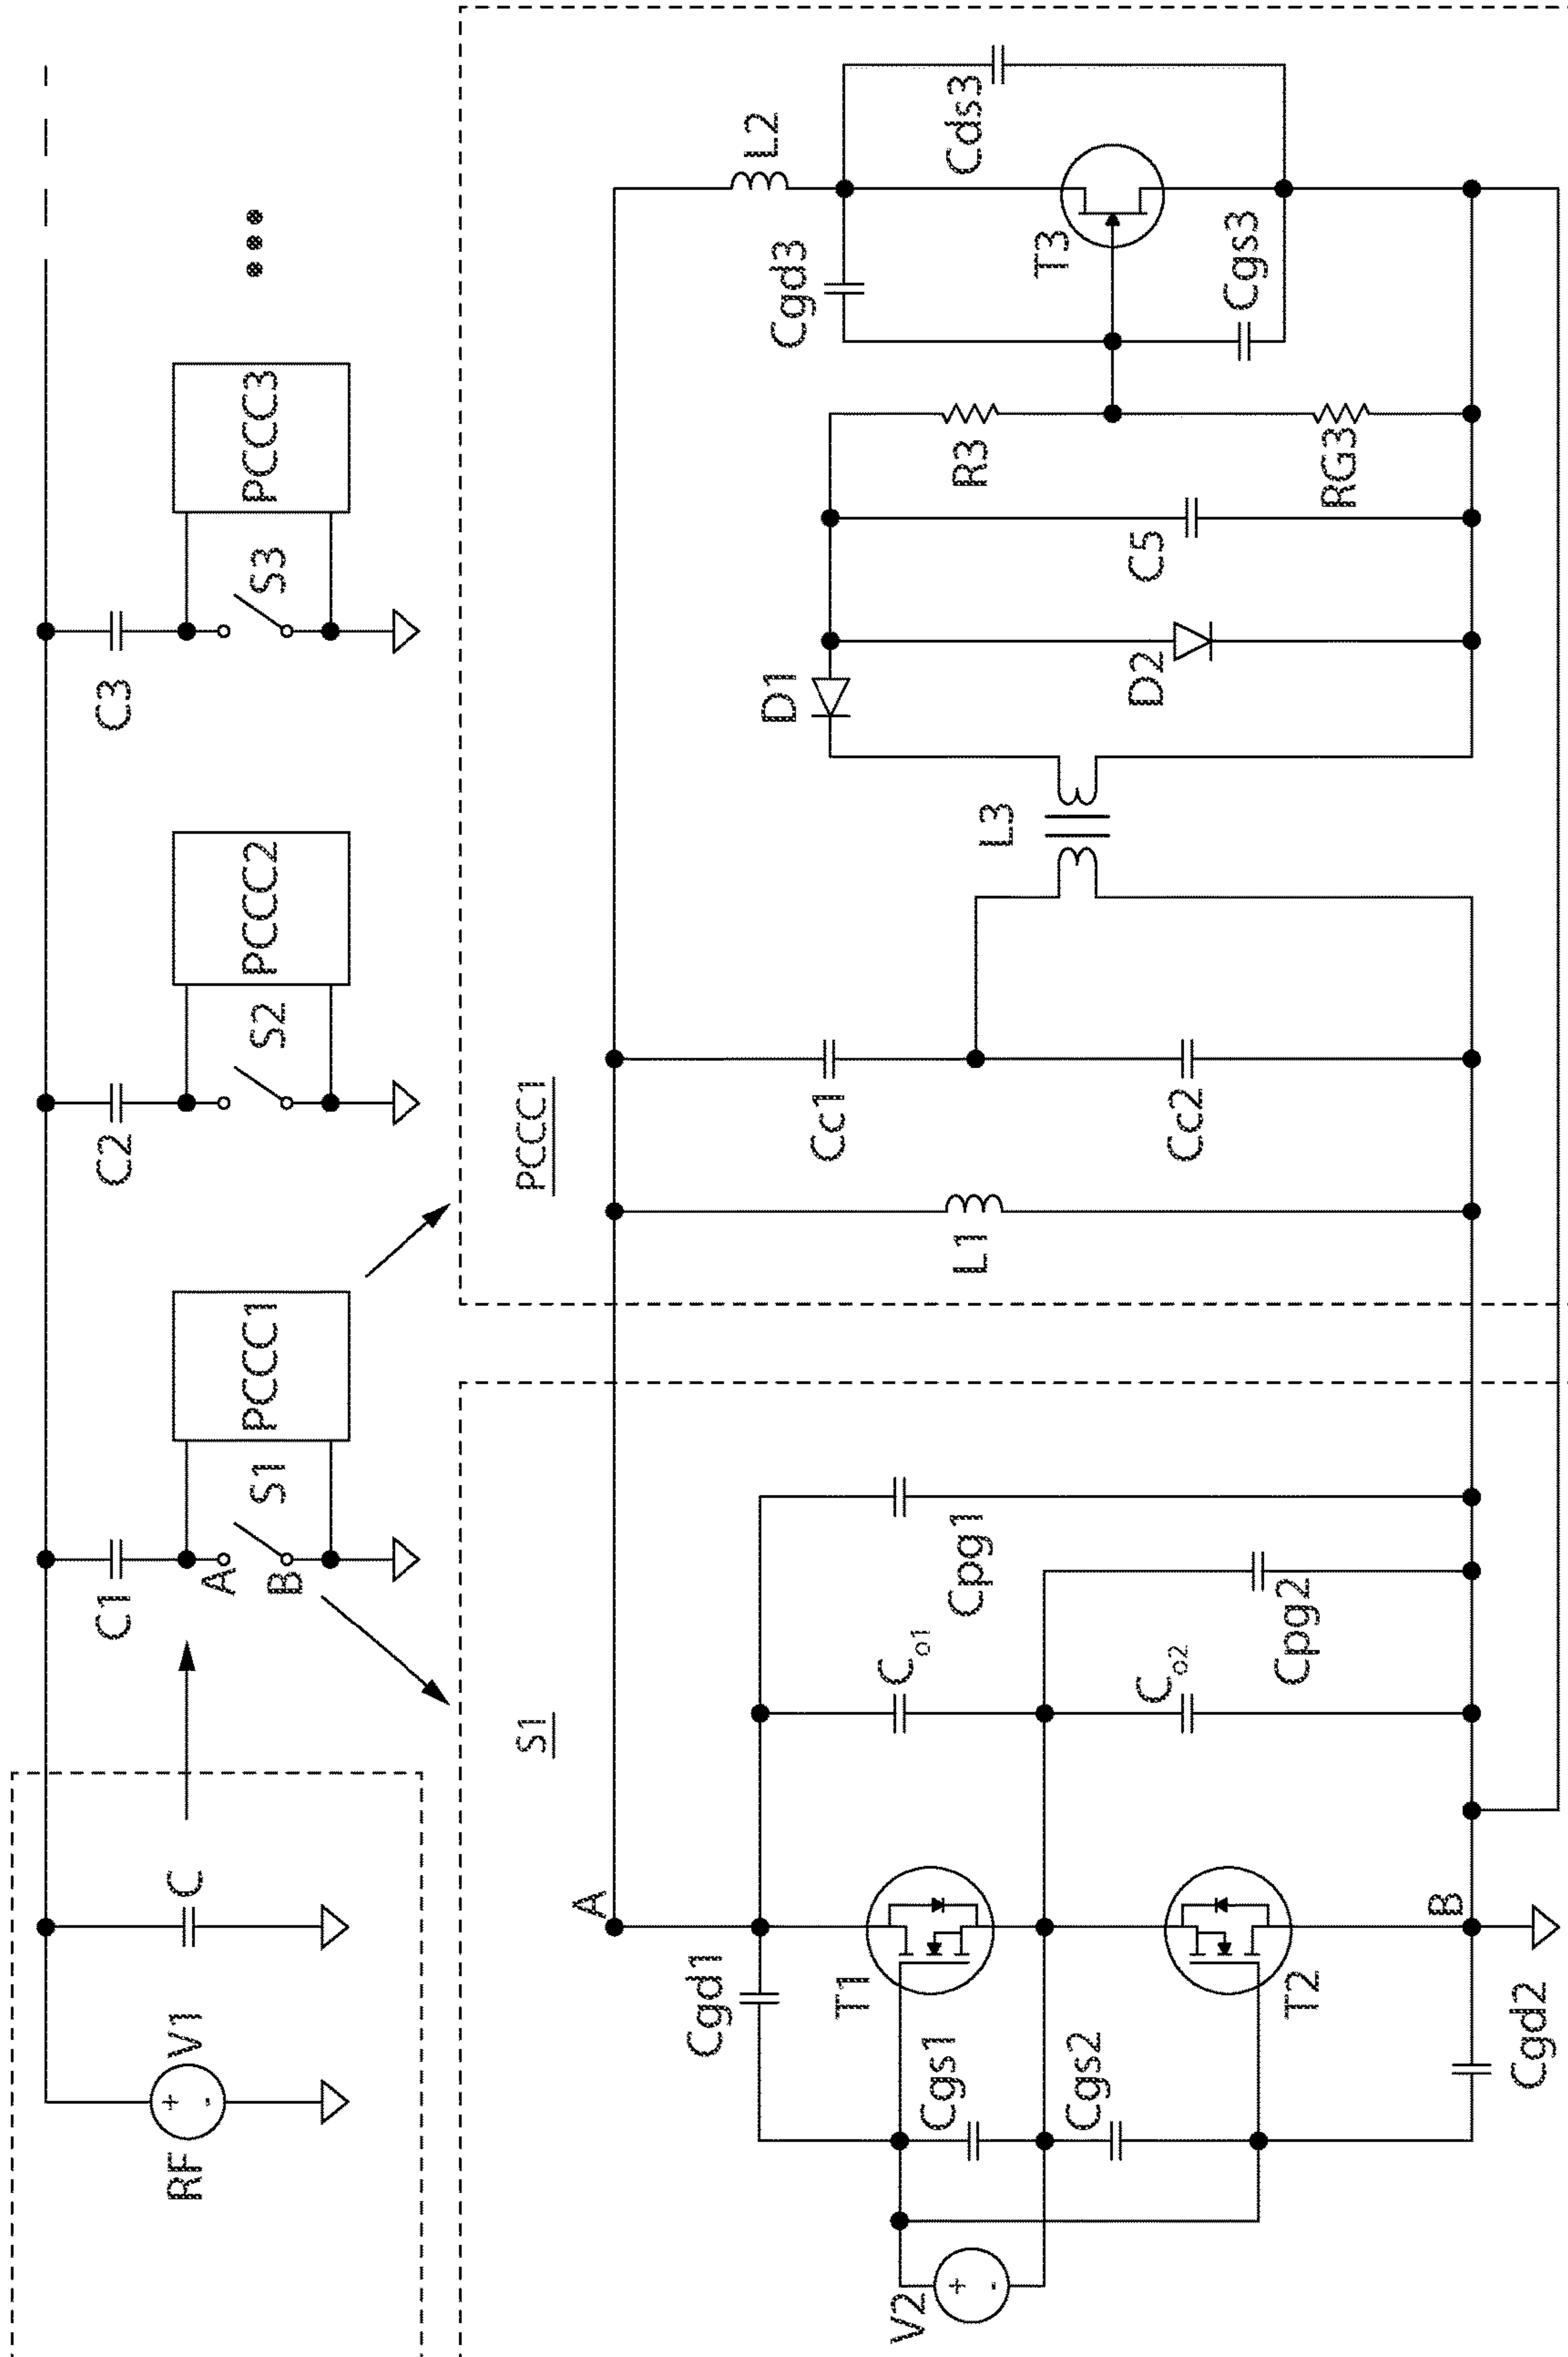 RF
+
-
V1
C
C1
A
B
S1
PCCC1
C2
S2
PCCC2
C3
S3
PCCC3
S1
A
V2
+
-
Cgd1
Cgs1
Cgs2
Cgd2
T1
T2
B
Co1
Co2
Cpg1
Cpg2
PCCC1
L1
Cc1
Cc2
L3
D1
D2
C5
R3
RG3
Cgd3
Cgs3
T3
L2
Cds3